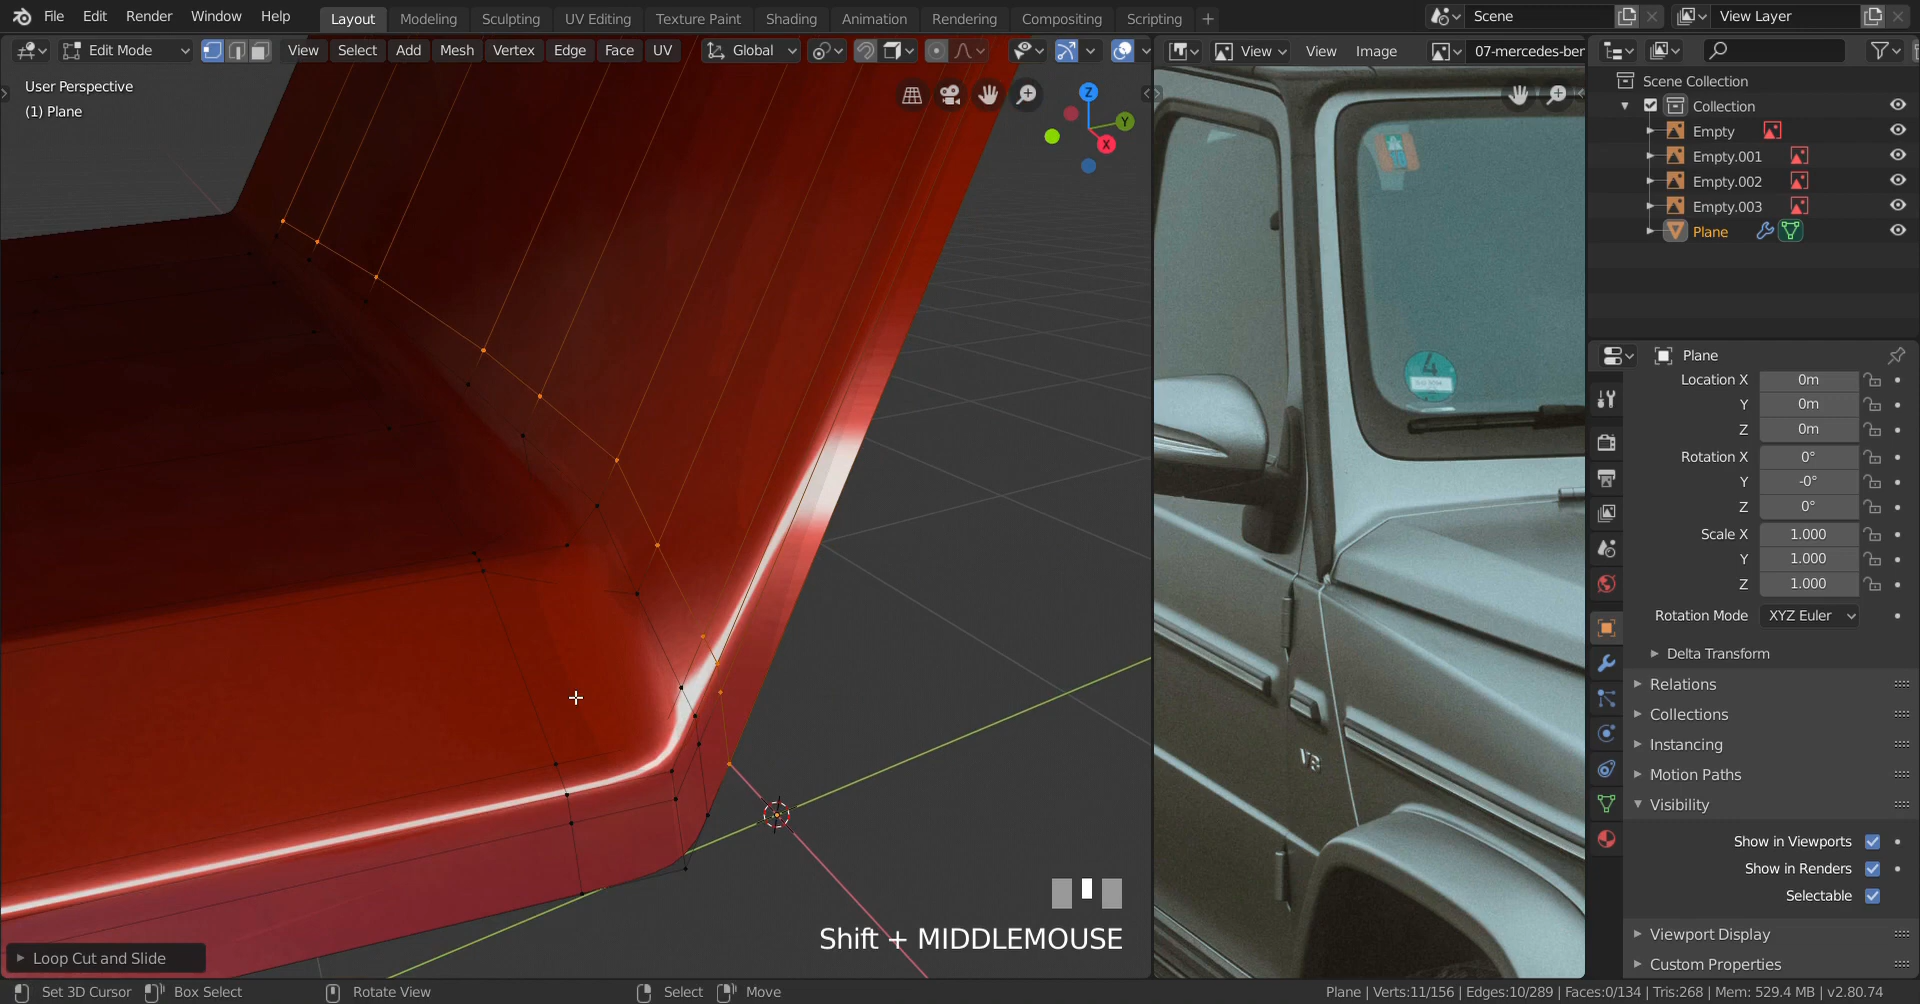 File Edit Render Window Help Layout Modeling Sculpting UV Editing Texture Paint Shading Animation Rendering Compositing Scripting Scene View Layer
Edit Mode View Select Add Mesh Vertex Edge Face UV Global View View Image 07-mercedes-ber
User Perspective
(1) Plane
Z
Y
X
Scene Collection
Collection
Empty
Empty.001
Empty.002
Empty.003
Plane
4
V8
Plane
Location X 0m
Y 0m
Z 0m
Rotation X 0°
Y -0°
Z 0°
Scale X 1.000
Y 1.000
Z 1.000
Rotation Mode XYZ Euler
Delta Transform
Relations
Collections
Instancing
Motion Paths
Visibility
Show in Viewports
Show in Renders
Selectable
Viewport Display
Custom Properties
Shift + MIDDLEMOUSE
Loop Cut and Slide
Set 3D Cursor Box Select Rotate View Select Move Plane | Verts:11/156 | Edges:10/289 | Faces:0/134 | Tris:268 | Mem: 529.4 MB | v2.80.74